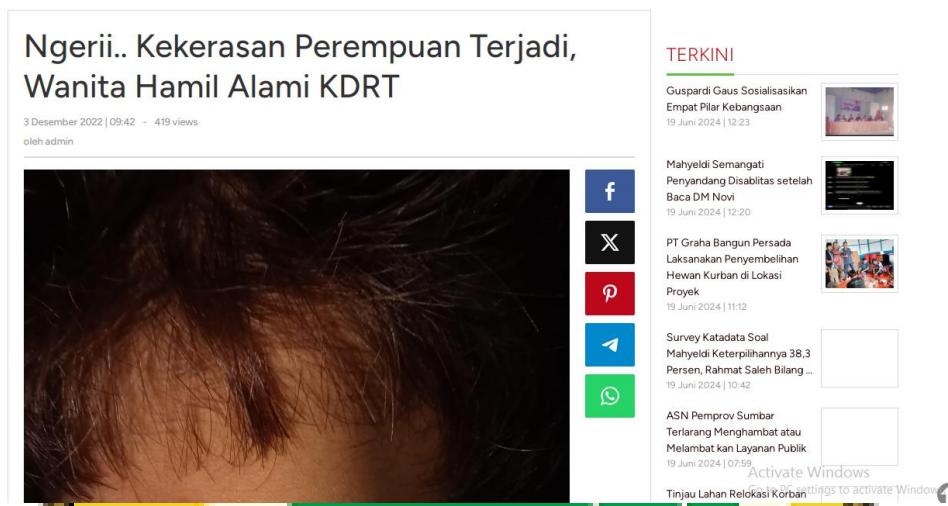 Ngerii.. Kekerasan Perempuan Terjadi,
Wanita Hamil Alami KDRT
3 Desember 2022 | 09:42 - 419 views
oleh admin
TERKINI
Guspardi Gaus Sosialisasikan
Empat Pilar Kebangsaan
19 Juni 2024 | 12:23
Mahyeldi Semangati
Penyandang Disablitas setelah
Baca DM Novi
19 Juni 2024 | 12:20
PT Graha Bangun Persada
Laksanakan Penyembelihan
Hewan Kurban di Lokasi
Proyek
19 Juni 2024 | 11:12
Survey Katadata Soal
Mahyeldi Keterpilihannya 38,3
Persen, Rahmat Saleh Bilang ...
19 Juni 2024 | 10:42
ASN Pemprov Sumbar
Terlarang Menghambat atau
Melambat kan Layanan Publik
19 Juni 2024 | 07:59
Activate Windows
Go to PC settings to activate Window
Tinjau Lahan Relokasi Korban